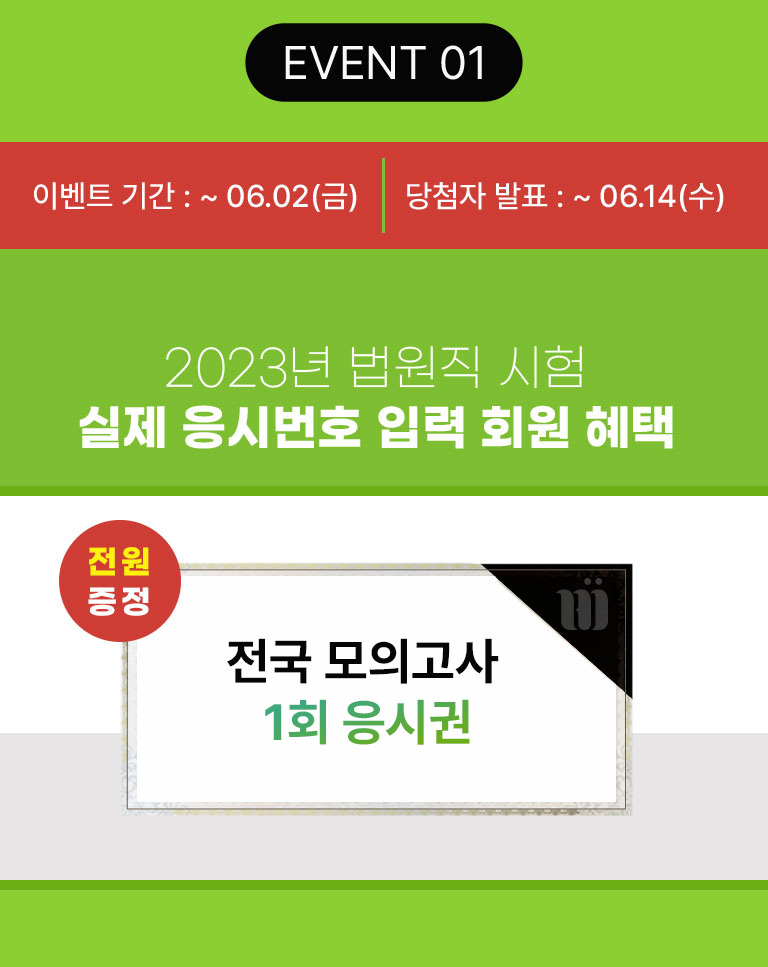 EVENT 01
이벤트 기간 : ~ 06.02(금)
당첨자 발표 : ~ 06.14(수)
2023년 법원직 시험
실제 응시번호 입력 회원 혜택
전원
증정
전국 모의고사
1회 응시권